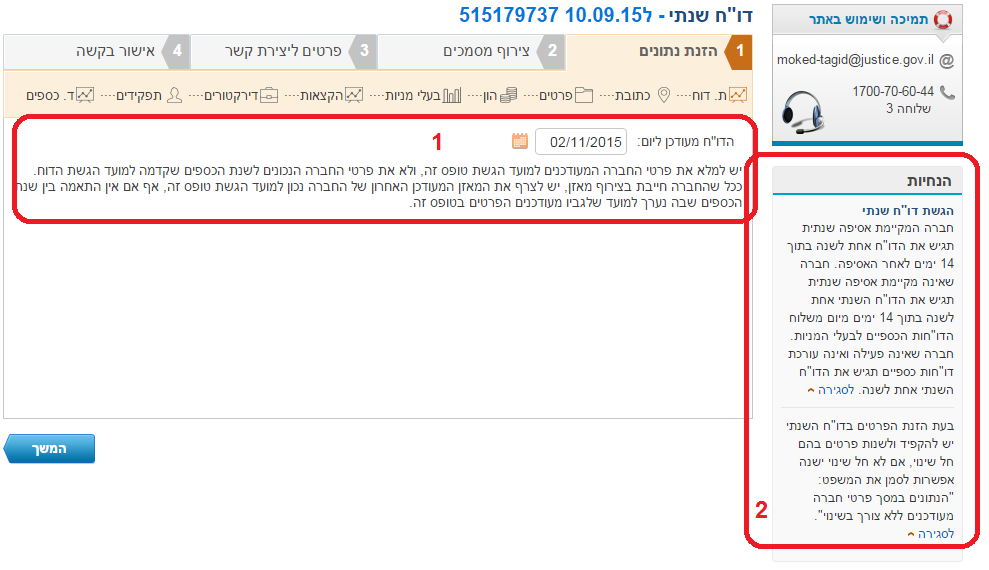 דו"ח שנתי - ל10.09.15 515179737
1 הזנת נתונים
2 צירוף מסמכים
3 פרטים ליצירת קשר
4 אישור בקשה
ת. דוח···· כתובת···· פרטים···· הון···· בעלי מניות···· הקצאות···· דירקטורים···· תפקידים···· ד. כספים
1
הדו"ח מעודכן ליום: 02/11/2015
יש למלא את פרטי החברה המעודכנים למועד הגשת טופס זה, ולא את פרטי החברה הנכונים לשנת הכספים שקדמה למועד הגשת הדוח.
ככל שהחברה חייבת בצירוף מאזן, יש לצרף את המאזן המעודכן האחרון של החברה נכון למועד הגשת טופס זה, אף אם אין התאמה בין שנת
הכספים שבה נערך למועד שלגביו מעודכנים הפרטים בטופס זה.
המשך
תמיכה ושימוש באתר
@ moked-tagid@justice.gov.il
1700-70-60-44
שלוחה 3
הנחיות
הגשת דו"ח שנתי
חברה המקיימת אסיפה שנתית
תגיש את הדו"ח אחת לשנה בתוך
14 ימים לאחר האסיפה. חברה
שאינה מקיימת אסיפה שנתית
תגיש את הדו"ח השנתי אחת
לשנה בתוך 14 ימים מיום משלוח
הדו"חות הכספיים לבעלי המניות.
חברה שאינה פעילה ואינה עורכת
דו"חות כספיים תגיש את הדו"ח
השנתי אחת לשנה. לסגירה
בעת הזנת הפרטים בדו"ח השנתי
יש להקפיד ולשנות פרטים בהם
חל שינוי, אם לא חל שינוי ישנה
אפשרות לסמן את המשפט:
"הנתונים במסך פרטי חברה
מעודכנים ללא צורך בשינוי".
לסגירה
2